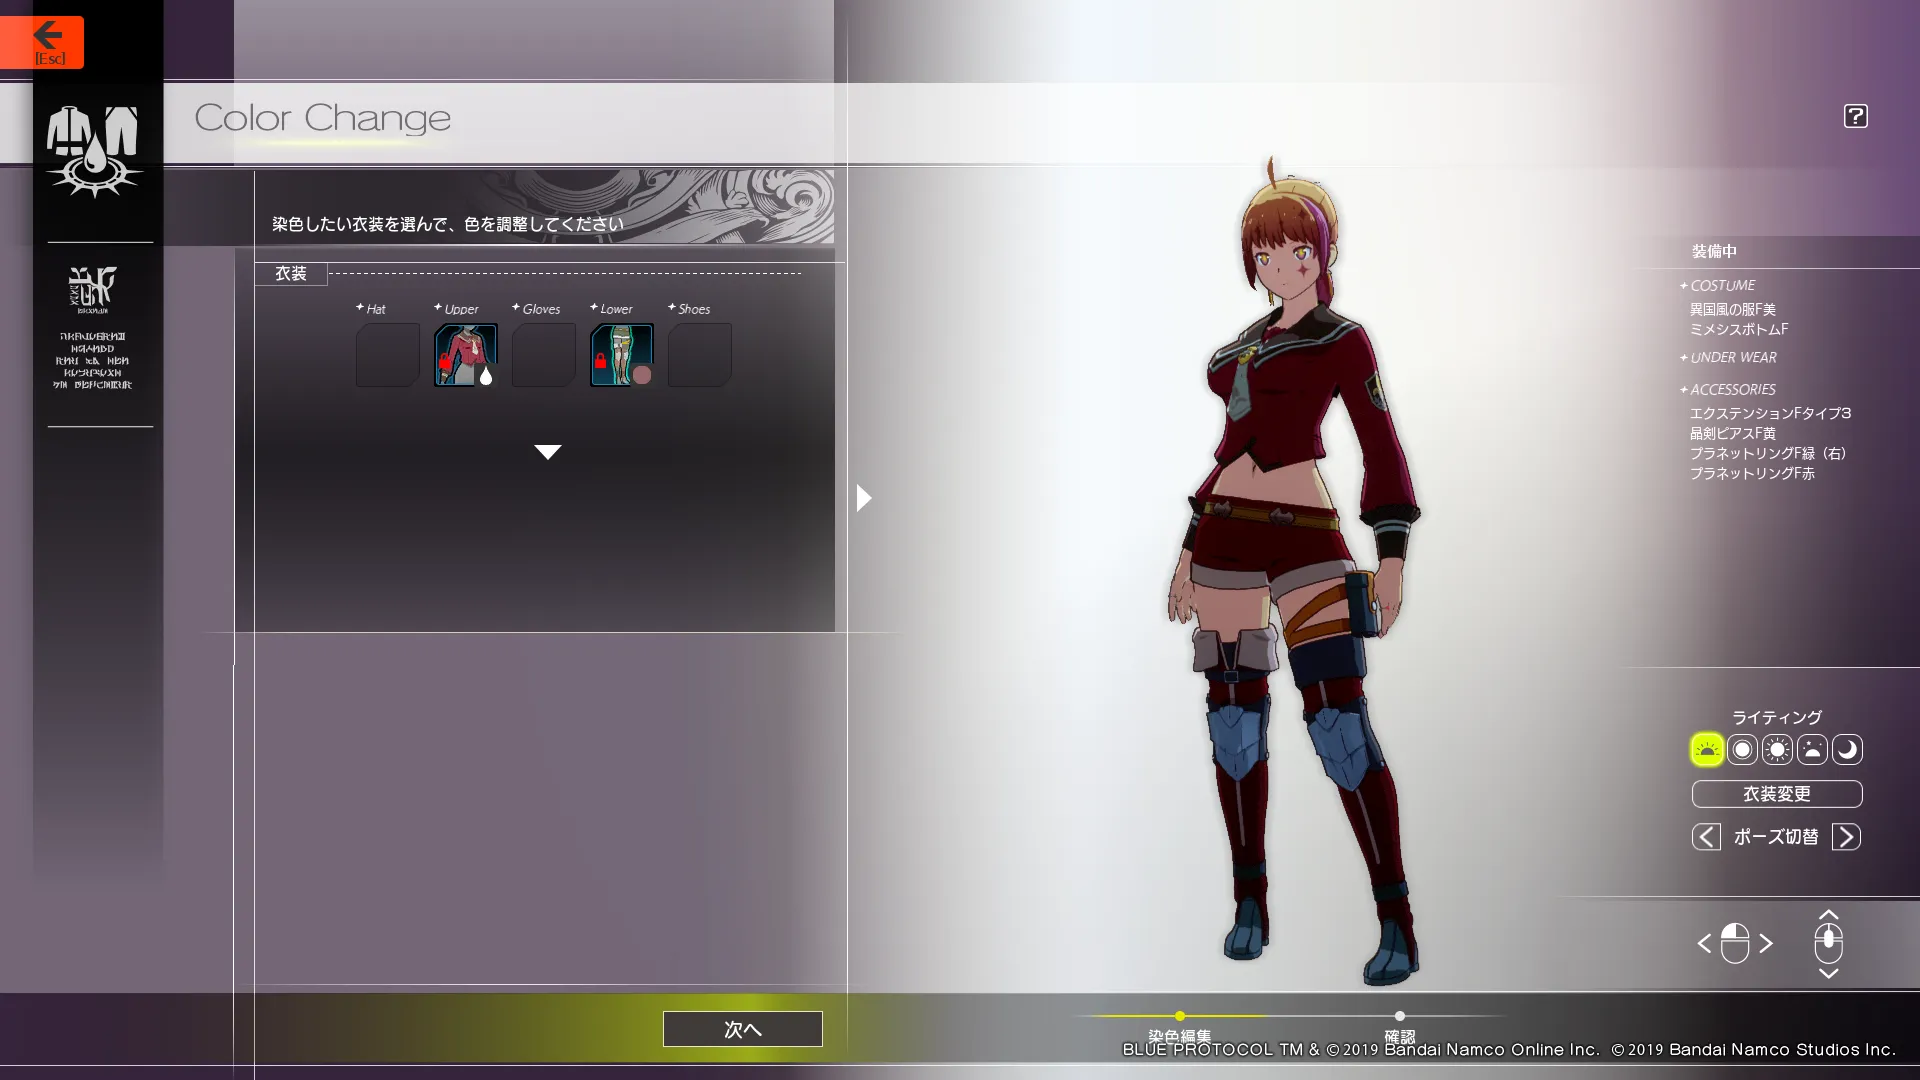 [Esc]
Color Change
?
染色したい衣装を選んで、色を調整してください
衣装
Hat
Upper
Gloves
Lower
Shoes
装備中
COSTUME
異国風の服F美
ミメシスボトムF
UNDER WEAR
ACCESSORIES
エクステンションFタイプ3
晶剣ピアスF黄
プラネットリングF緑（右）
プラネットリングF赤
ライティング
衣装変更
ポーズ切替
次へ
染色編集
確認
BLUE PROTOCOL TM & ©2019 Bandai Namco Online Inc. ©2019 Bandai Namco Studios Inc.